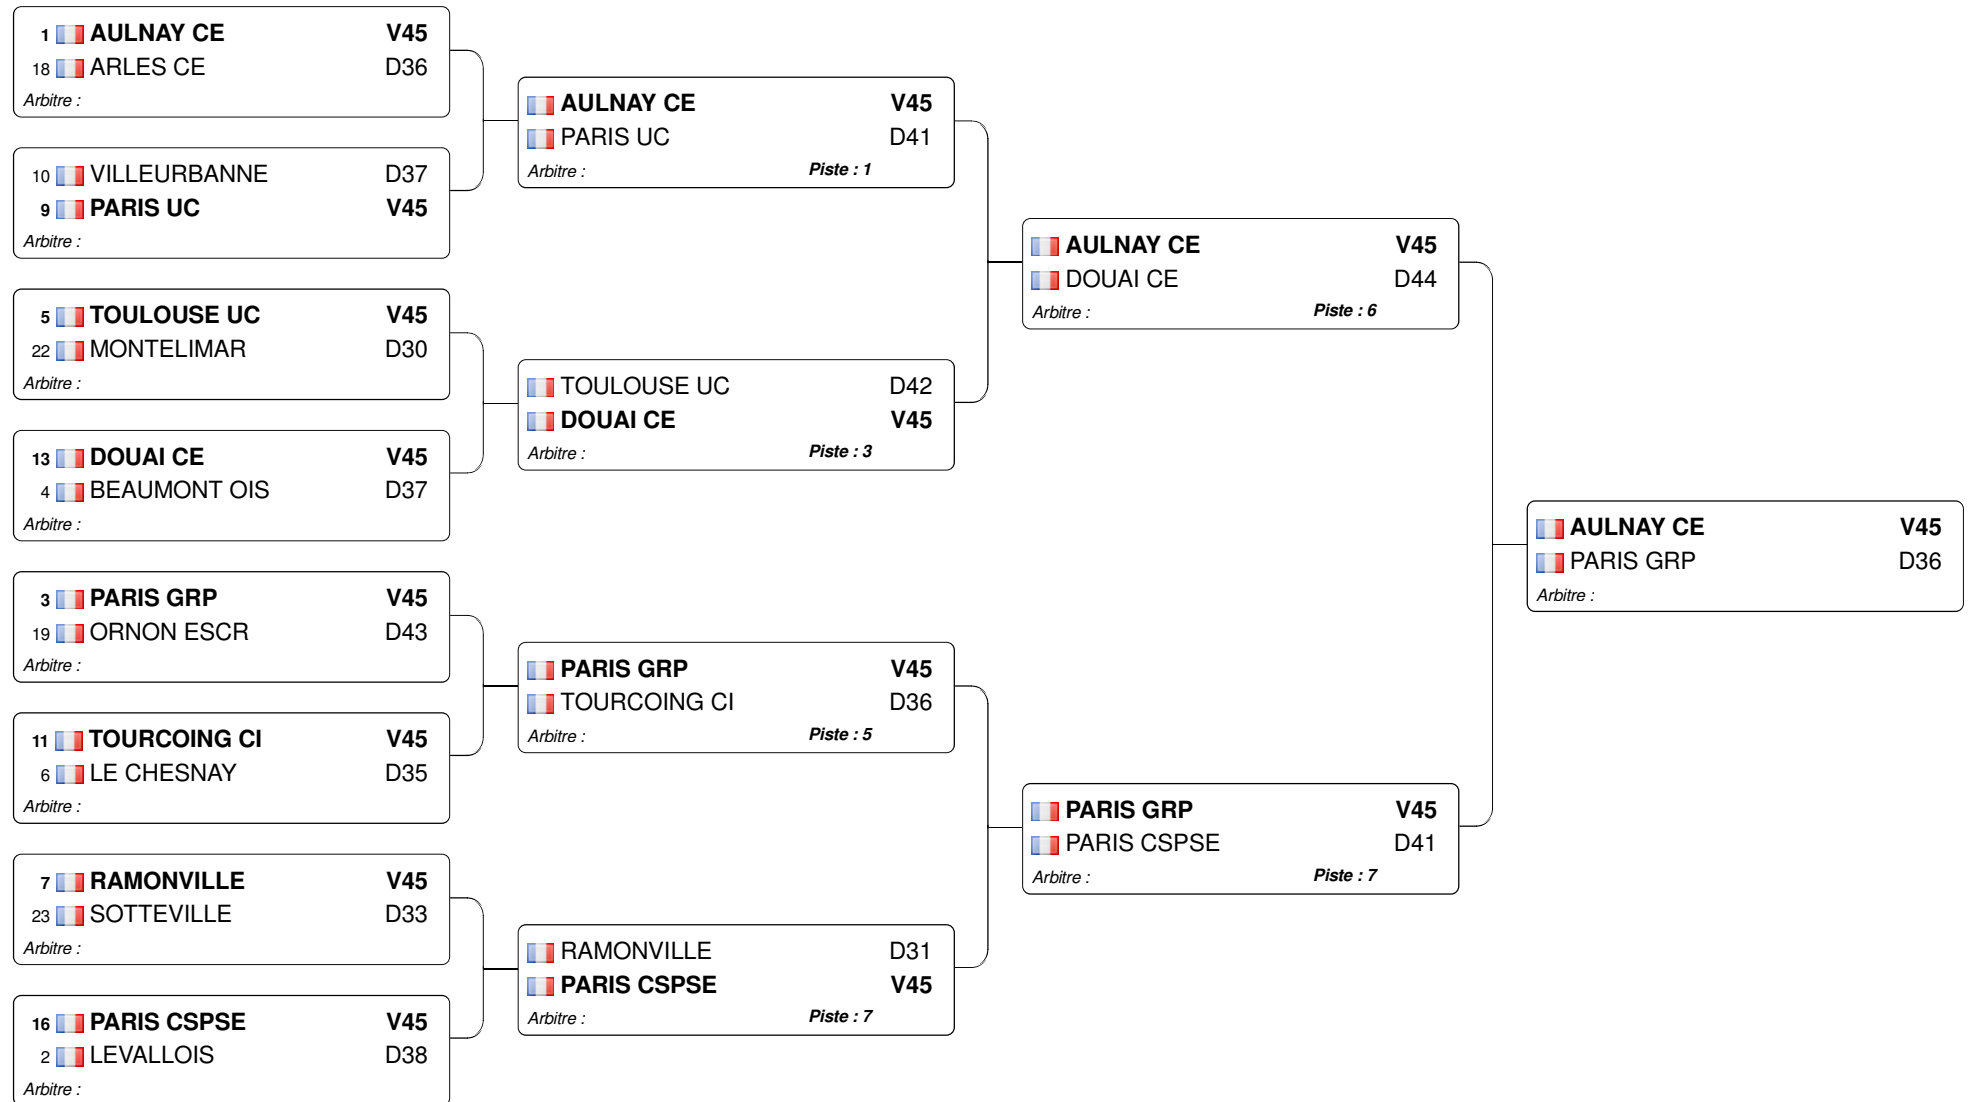 1 AULNAY CE V45
18 ARLES CE D36
Arbitre :
10 VILLEURBANNE D37
9 PARIS UC V45
Arbitre :
5 TOULOUSE UC V45
22 MONTELIMAR D30
Arbitre :
13 DOUAI CE V45
4 BEAUMONT OIS D37
Arbitre :
3 PARIS GRP V45
19 ORNON ESCR D43
Arbitre :
11 TOURCOING CI V45
6 LE CHESNAY D35
Arbitre :
7 RAMONVILLE V45
23 SOTTEVILLE D33
Arbitre :
16 PARIS CSPSE V45
2 LEVALLOIS D38
Arbitre :
AULNAY CE V45
PARIS UC D41
Arbitre : Piste : 1
TOULOUSE UC D42
DOUAI CE V45
Arbitre : Piste : 3
PARIS GRP V45
TOURCOING CI D36
Arbitre : Piste : 5
RAMONVILLE D31
PARIS CSPSE V45
Arbitre : Piste : 7
AULNAY CE V45
DOUAI CE D44
Arbitre : Piste : 6
PARIS GRP V45
PARIS CSPSE D41
Arbitre : Piste : 7
AULNAY CE V45
PARIS GRP D36
Arbitre :